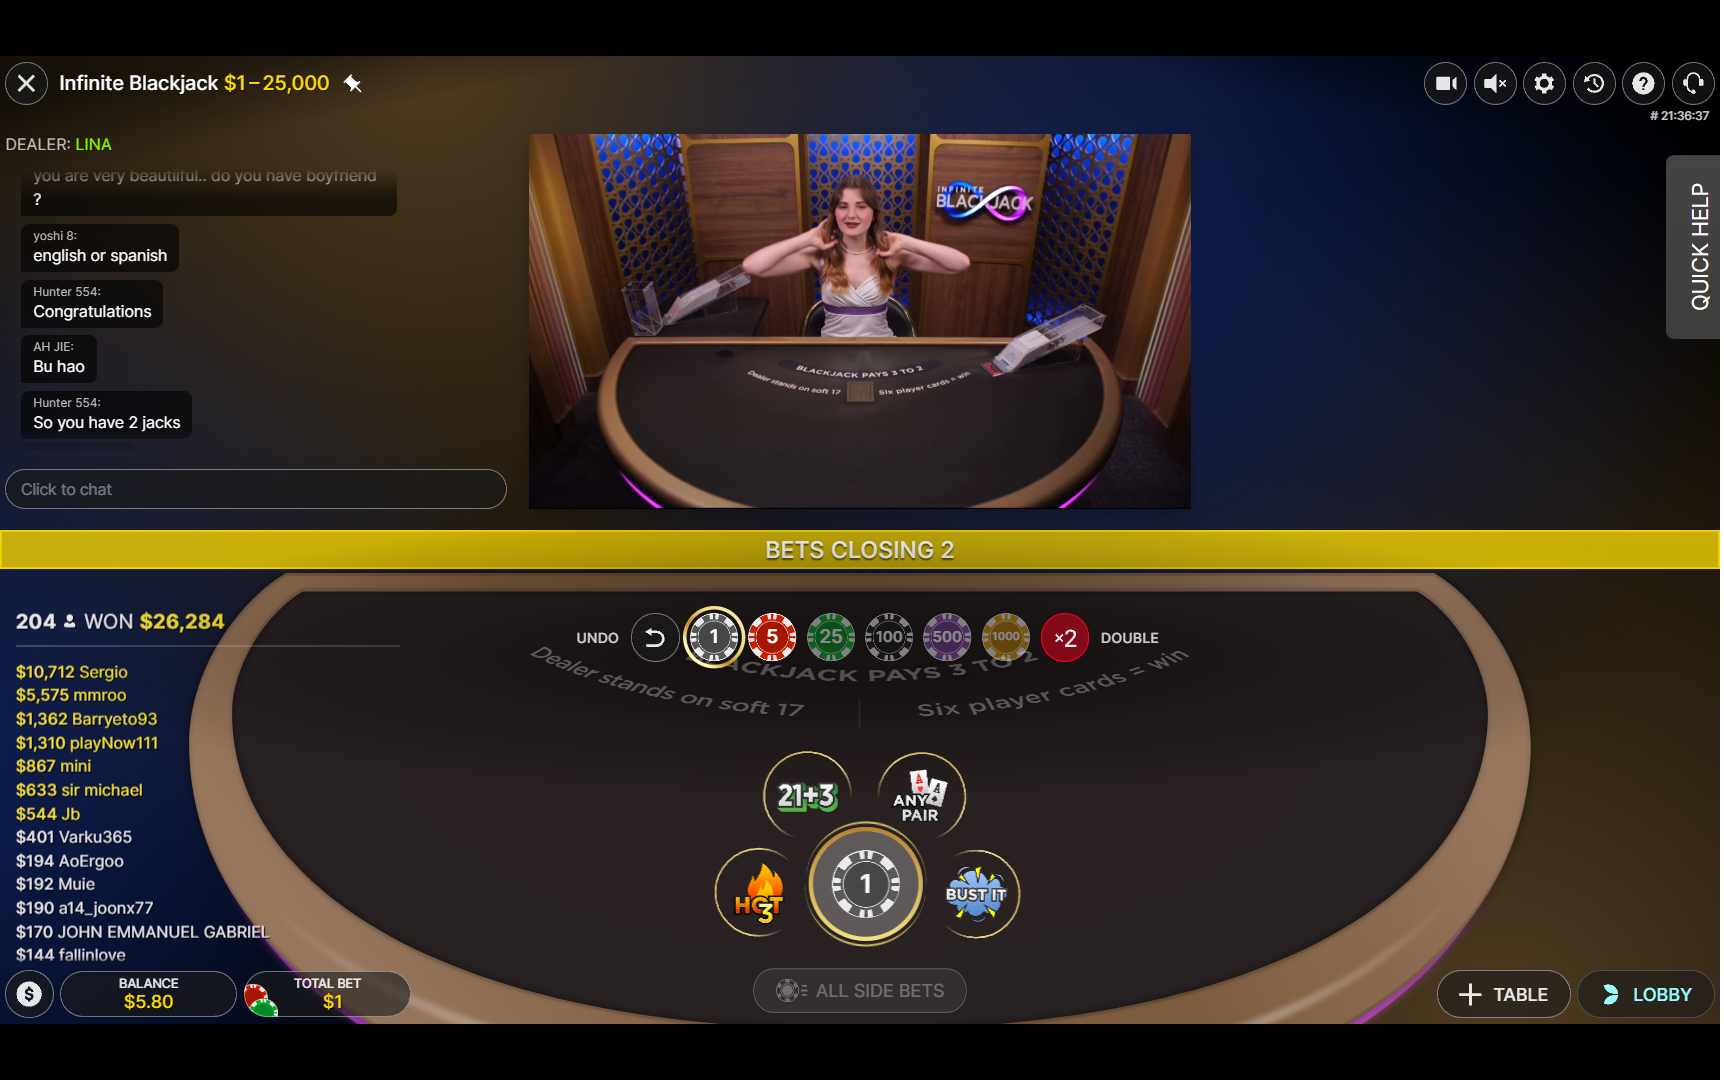 Infinite Blackjack $1–25,000
# 21:36:37
DEALER: LINA
you are very beautiful.. do you have boyfriend
?
yoshi 8:
english or spanish
Hunter 554:
Congratulations
AH JIE:
Bu hao
Hunter 554:
So you have 2 jacks
Click to chat
INFINITE
BLACKJACK
BLACKJACK PAYS 3 TO 2
Dealer stands on soft 17
Six player cards = win
QUICK HELP
BETS CLOSING 2
204 WON $26,284
$10,712 Sergio
$5,575 mmroo
$1,362 Barryeto93
$1,310 playNow111
$867 mini
$633 sir michael
$544 Jb
$401 Varku365
$194 AoErgoo
$192 Muie
$190 a14_joonx77
$170 JOHN EMMANUEL GABRIEL
$144 fallinlove
UNDO
1
5
25
100
500
1000
×2
DOUBLE
ACKJACK PAYS 3 TO 2
Dealer stands on soft 17
Six player cards = win
21+3
A
A
ANY
PAIR
HOT
3
1
BUST IT
ALL SIDE BETS
$
BALANCE
$5.80
TOTAL BET
$1
TABLE
LOBBY